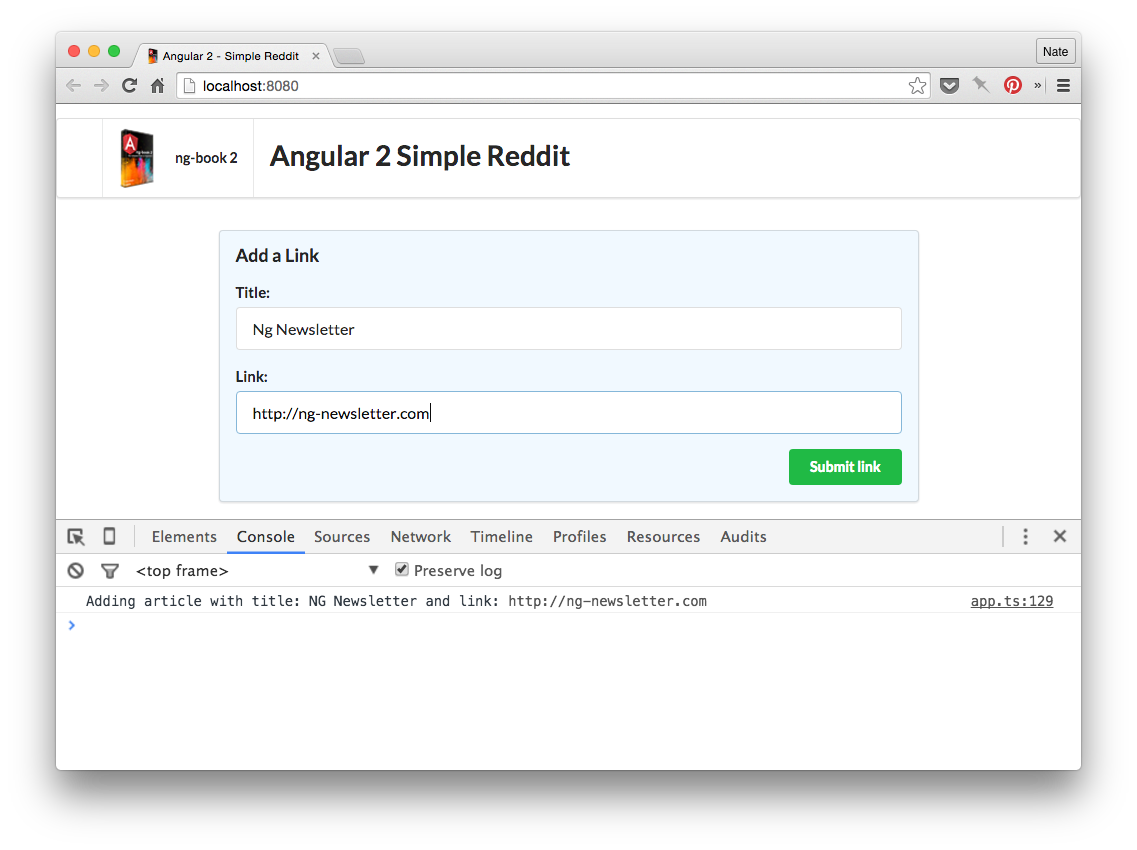 Angular 2 - Simple Reddit
Nate
localhost:8080
»
ng-book 2
Angular 2 Simple Reddit
Add a Link
Title:
Ng Newsletter
Link:
http://ng-newsletter.com
Submit link
Elements Console Sources Network Timeline Profiles Resources Audits
<top frame> Preserve log
Adding article with title: NG Newsletter and link: http://ng-newsletter.com app.ts:129